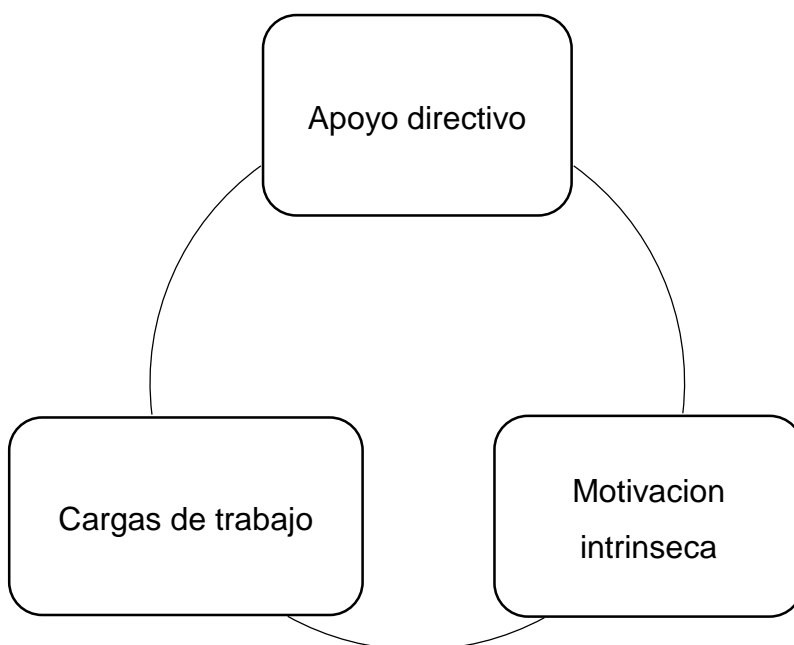 Apoyo directivo
Cargas de trabajo
Motivacion
intrinseca